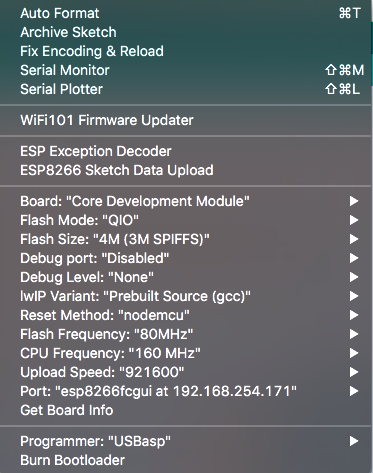 Auto Format ⌘T
Archive Sketch
Fix Encoding & Reload
Serial Monitor ⇧⌘M
Serial Plotter ⇧⌘L
WiFi101 Firmware Updater
ESP Exception Decoder
ESP8266 Sketch Data Upload
Board: "Core Development Module" ▶
Flash Mode: "QIO" ▶
Flash Size: "4M (3M SPIFFS)" ▶
Debug port: "Disabled" ▶
Debug Level: "None" ▶
lwIP Variant: "Prebuilt Source (gcc)" ▶
Reset Method: "nodemcu" ▶
Flash Frequency: "80MHz" ▶
CPU Frequency: "160 MHz" ▶
Upload Speed: "921600" ▶
Port: "esp8266fcgui at 192.168.254.171" ▶
Get Board Info
Programmer: "USBasp" ▶
Burn Bootloader